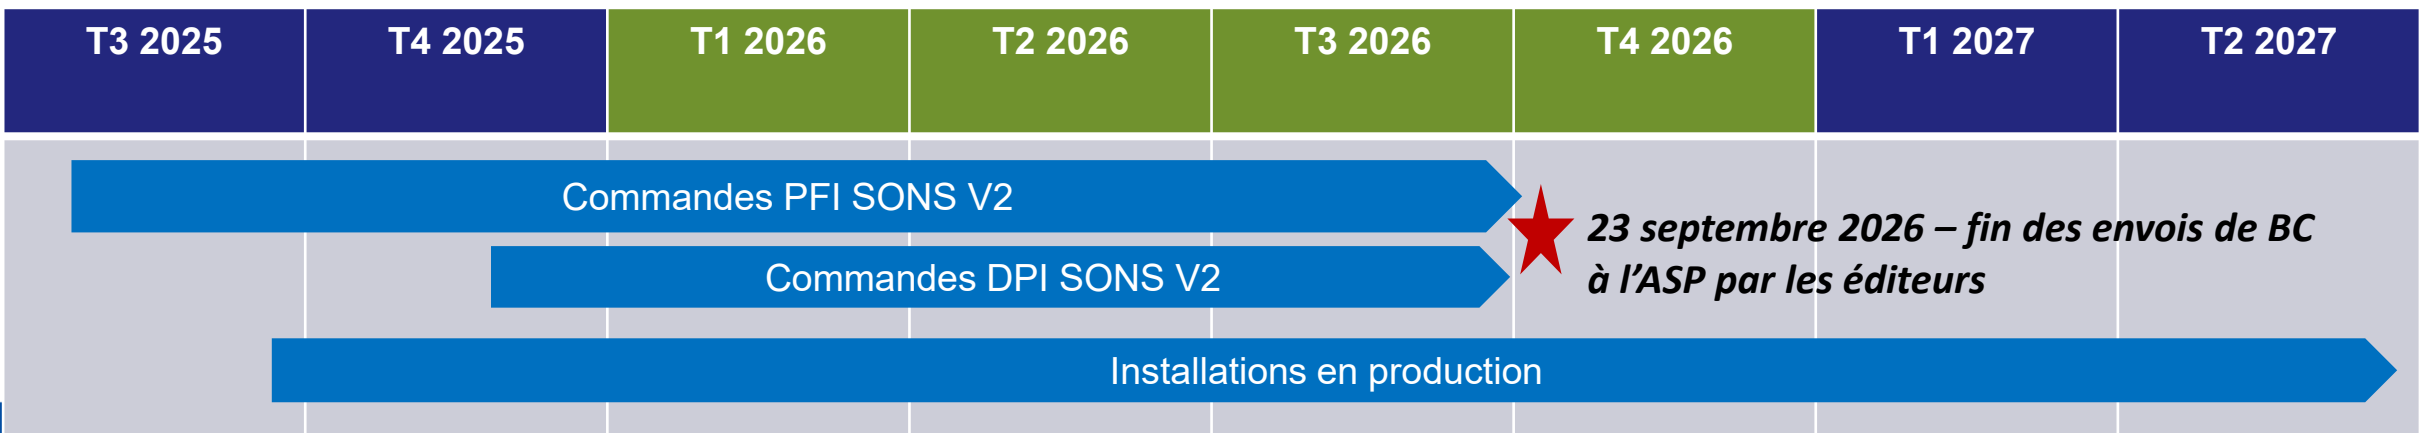 T3 2025 T4 2025 T1 2026 T2 2026 T3 2026 T4 2026 T1 2027 T2 2027
Commandes PFI SONS V2
23 septembre 2026 – fin des envois de BC
à l’ASP par les éditeurs
Commandes DPI SONS V2
Installations en production